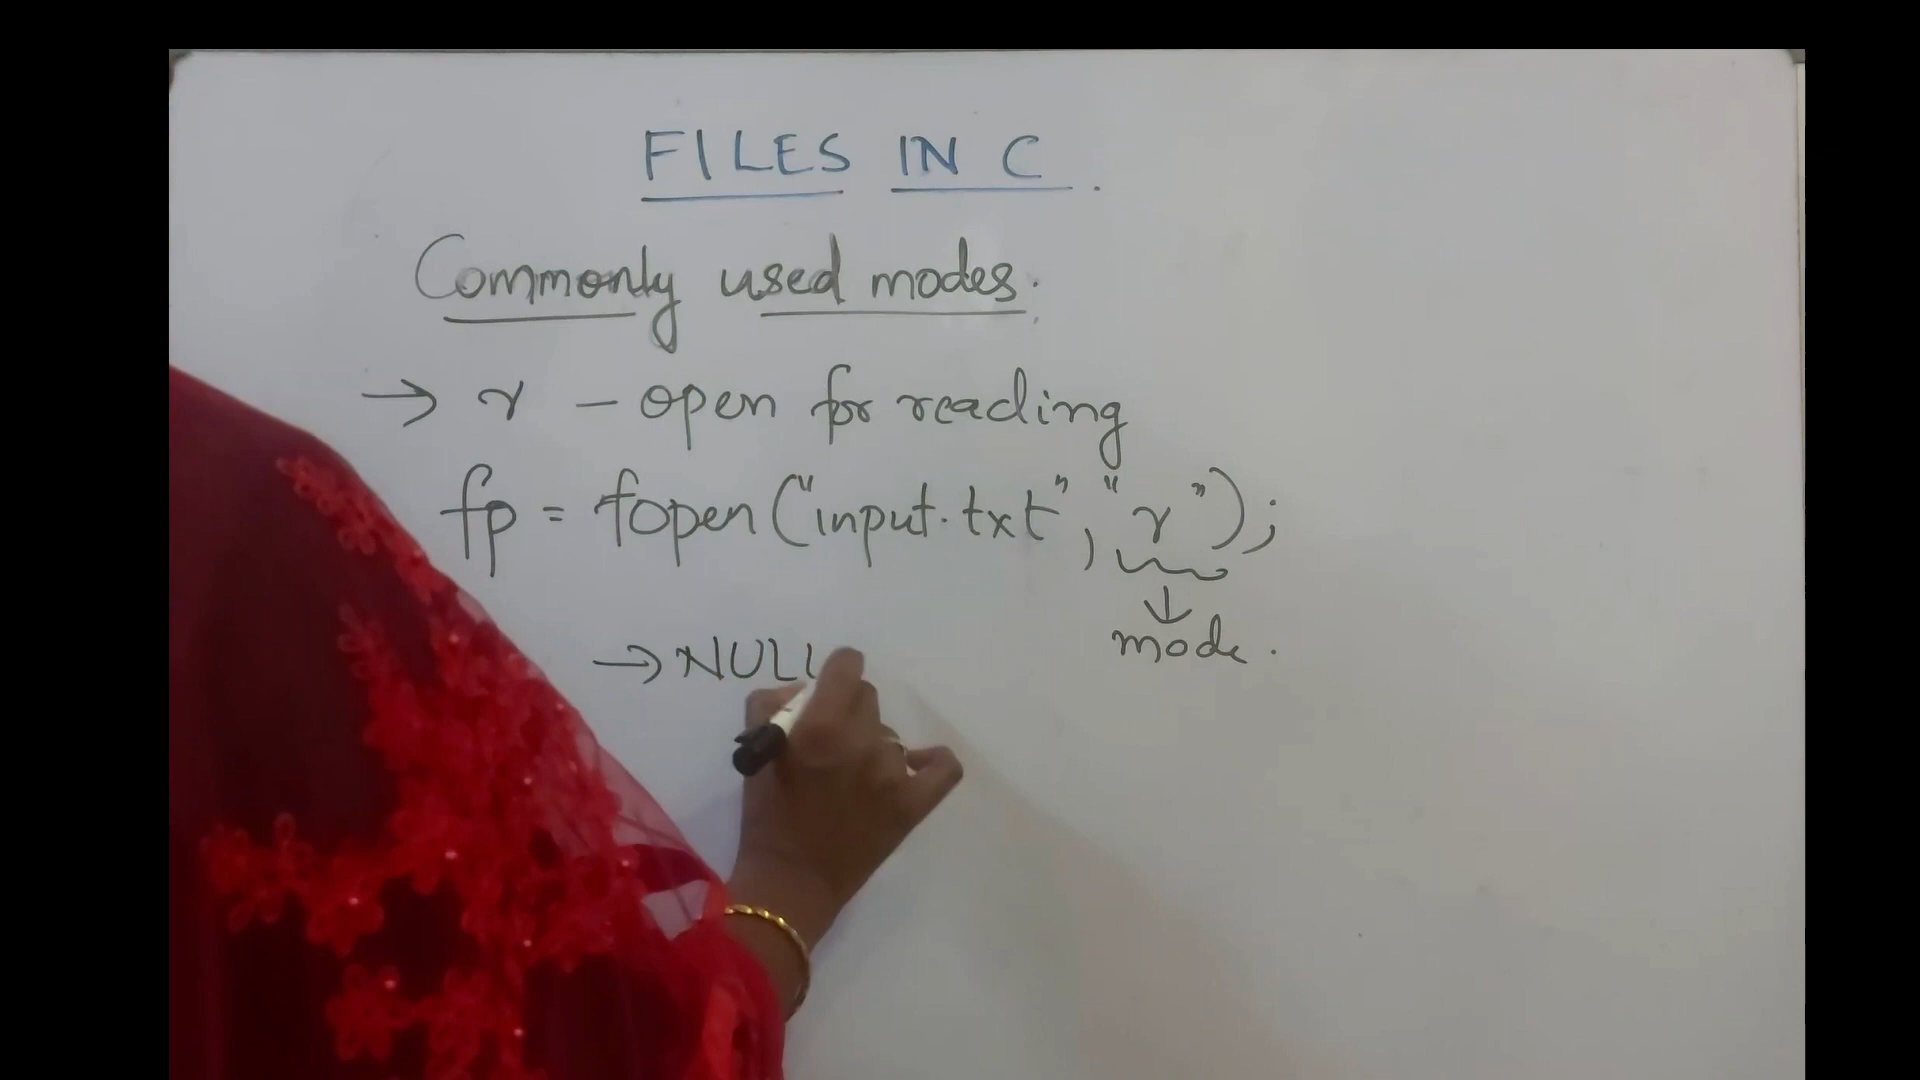 FILES IN C.
Commonly used modes.
→ r - open for reading
fp = fopen("input.txt", "r");
↓
mode.
→ NULL